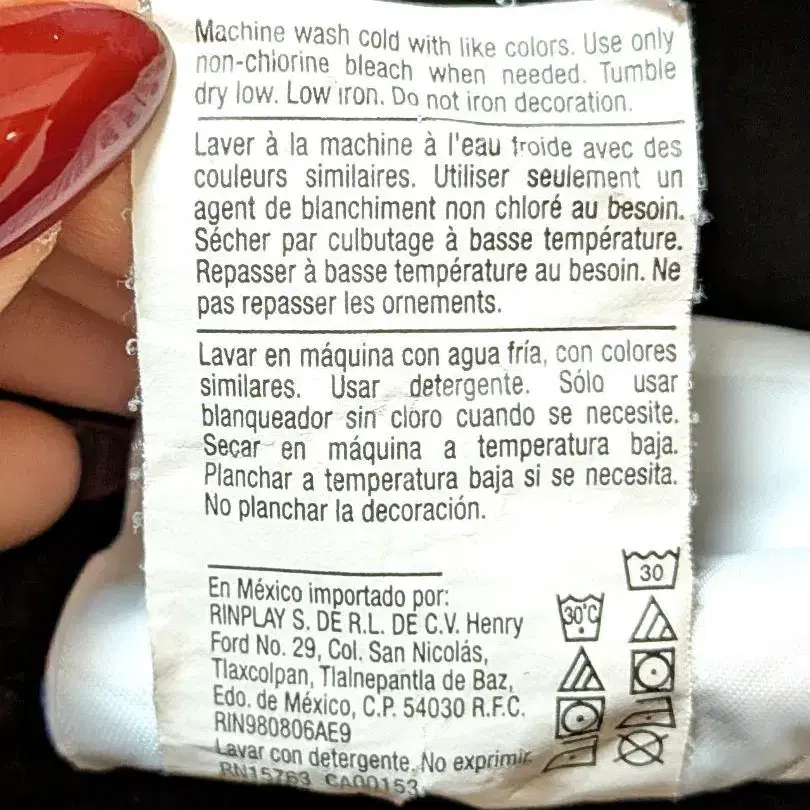 Machine wash cold with like colors. Use only
non-chlorine bleach when needed. Tumble
dry low. Low iron. Do not iron decoration.
Laver à la machine à l'eau froide avec des
couleurs similaires. Utiliser seulement un
agent de blanchiment non chloré au besoin.
Sécher par culbutage à basse température.
Repasser à basse température au besoin. Ne
pas repasser les ornements.
Lavar en máquina con agua fría, con colores
similares. Usar detergente. Sólo usar
blanqueador sin cloro cuando se necesite.
Secar en máquina a temperatura baja.
Planchar a temperatura baja si se necesita.
No planchar la decoración.
En México importado por:
RINPLAY S. DE R.L. DE C.V. Henry
Ford No. 29, Col. San Nicolás,
Tlaxcolpan, Tlalnepantla de Baz,
Edo. de México, C.P. 54030 R.F.C.
RIN980806AE9
Lavar con detergente. No exprimir.
RN15763 CA00153
30
30°C